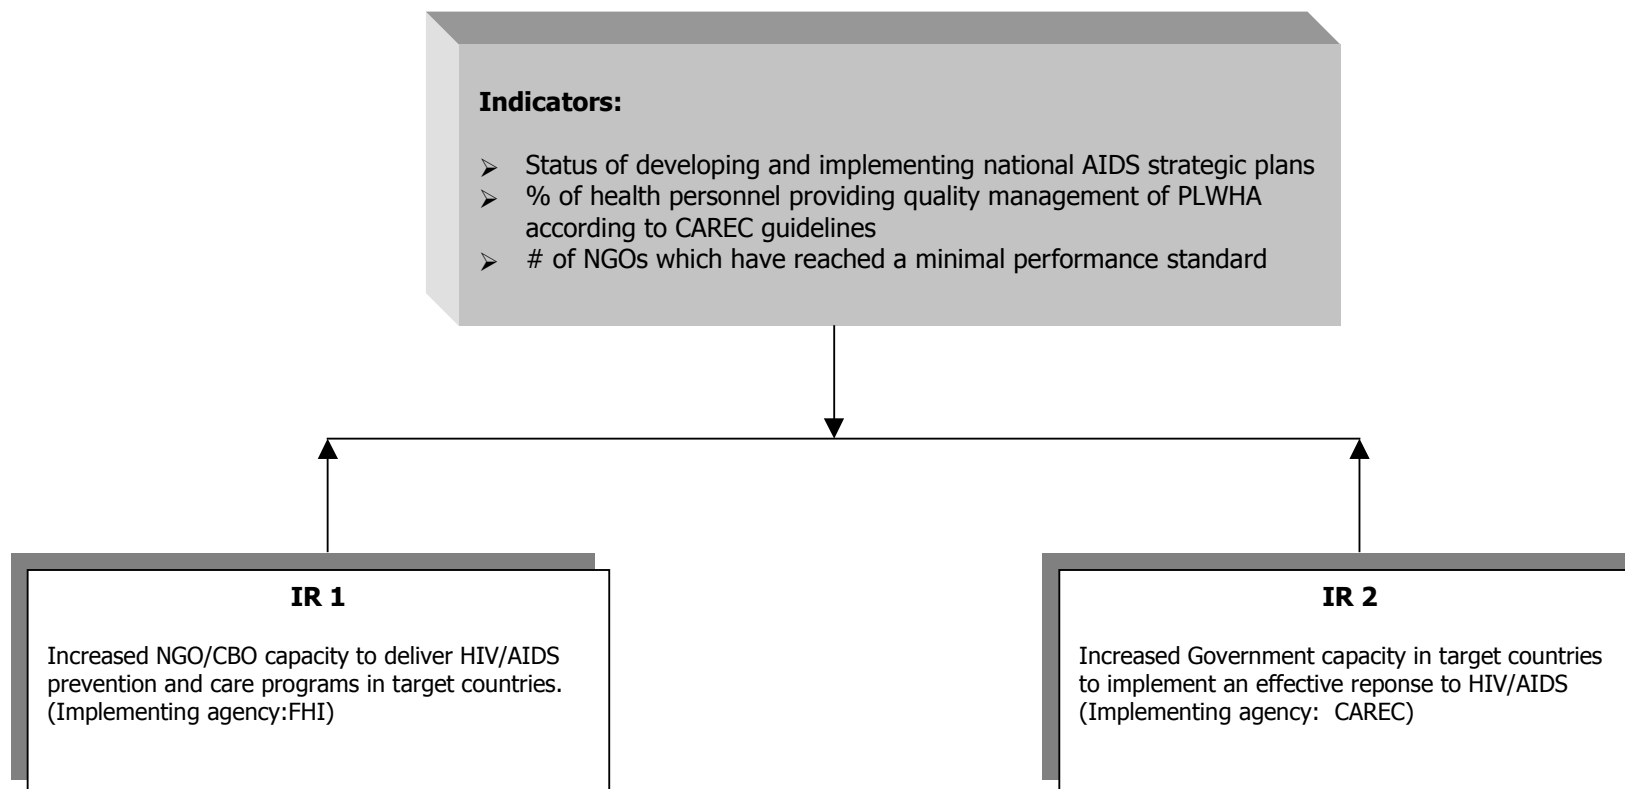 Indicators:
➢ Status of developing and implementing national AIDS strategic plans
➢ % of health personnel providing quality management of PLWHA
according to CAREC guidelines
➢ # of NGOs which have reached a minimal performance standard
IR 1
Increased NGO/CBO capacity to deliver HIV/AIDS
prevention and care programs in target countries.
(Implementing agency:FHI)
IR 2
Increased Government capacity in target countries
to implement an effective reponse to HIV/AIDS
(Implementing agency:  CAREC)